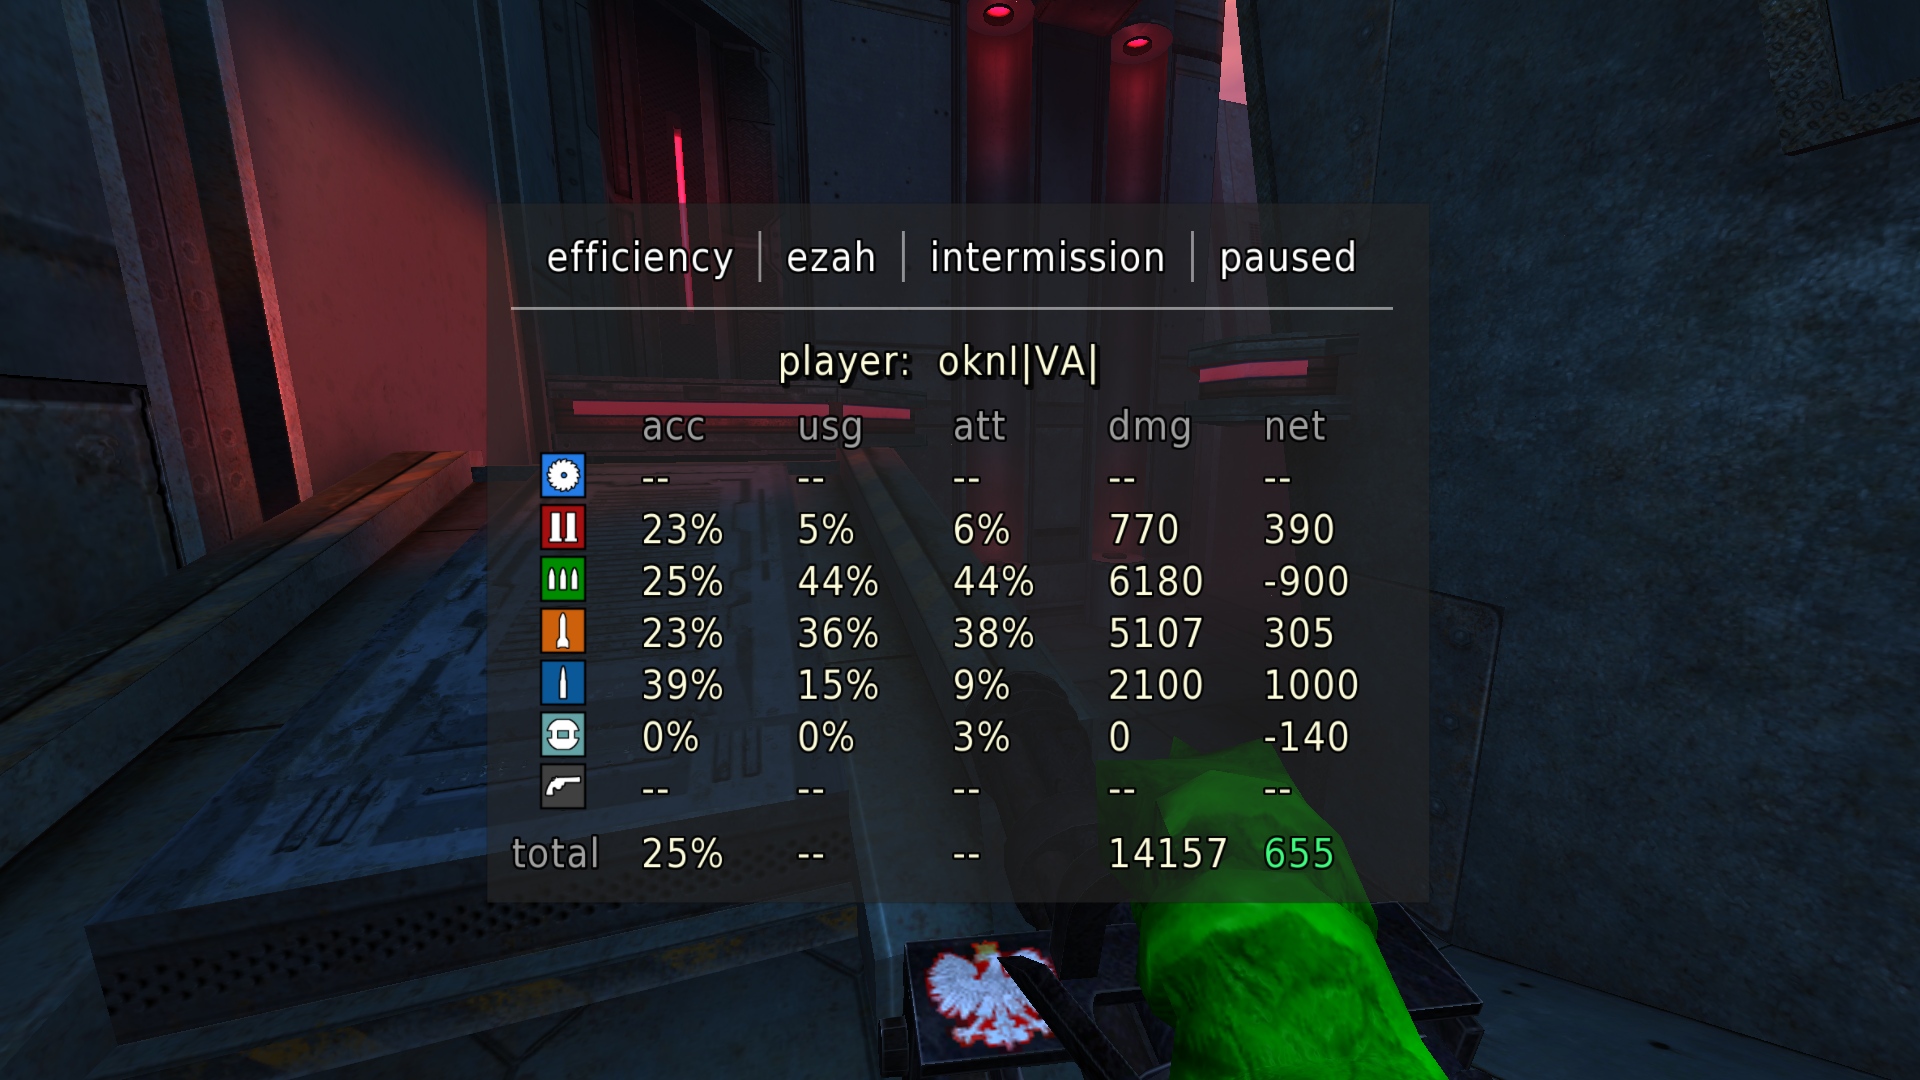 efficiency | ezah | intermission | paused
player: oknI|VA|
acc usg att dmg net
-- -- -- -- --
23% 5% 6% 770 390
25% 44% 44% 6180 -900
23% 36% 38% 5107 305
39% 15% 9% 2100 1000
0% 0% 3% 0 -140
-- -- -- -- --
total 25% -- -- 14157 655